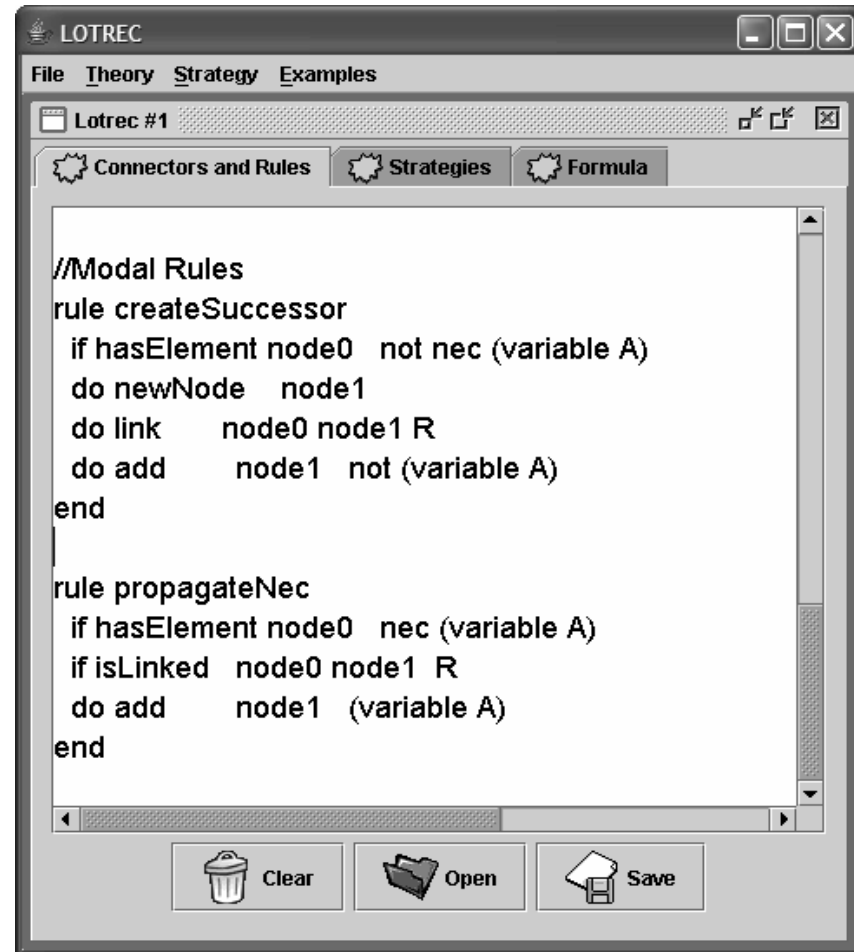 LOTREC
File Theory Strategy Examples
Lotrec #1
Connectors and Rules Strategies Formula
//Modal Rules
rule createSuccessor
if hasElement node0 not nec (variable A)
do newNode node1
do link node0 node1 R
do add node1 not (variable A)
end
rule propagateNec
if hasElement node0 nec (variable A)
if isLinked node0 node1 R
do add node1 (variable A)
end
Clear Open Save